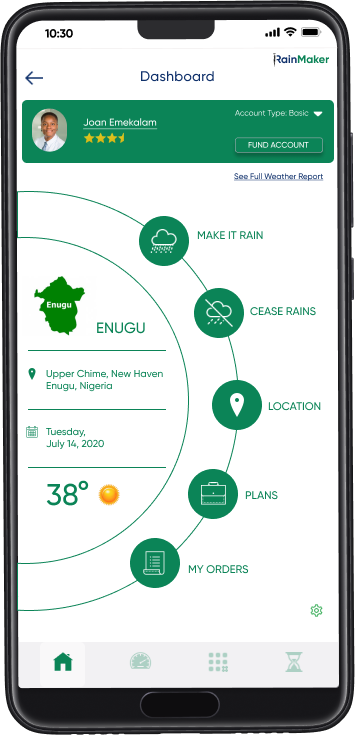 10:30
RainMaker
Dashboard
Account Type: Basic
Joan Emekalam
FUND ACCOUNT
See Full Weather Report
MAKE IT RAIN
Enugu
CEASE RAINS
ENUGU
Upper Chime, New Haven
Enugu, Nigeria
LOCATION
Tuesday,
July 14, 2020
38°
PLANS
MY ORDERS